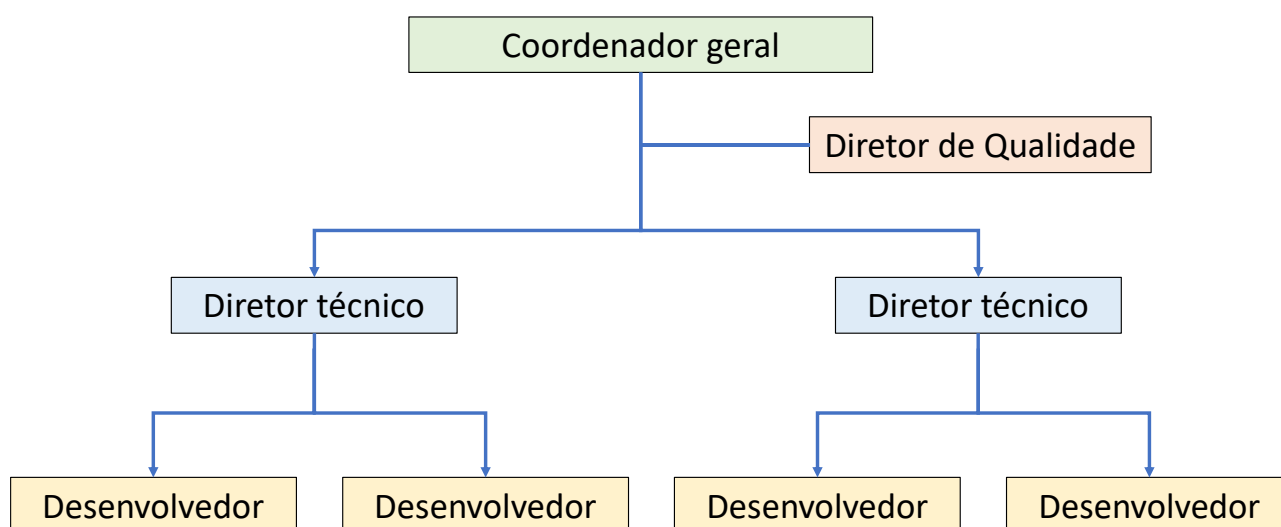 Coordenador geral
Diretor de Qualidade
Diretor técnico
Diretor técnico
Desenvolvedor
Desenvolvedor
Desenvolvedor
Desenvolvedor